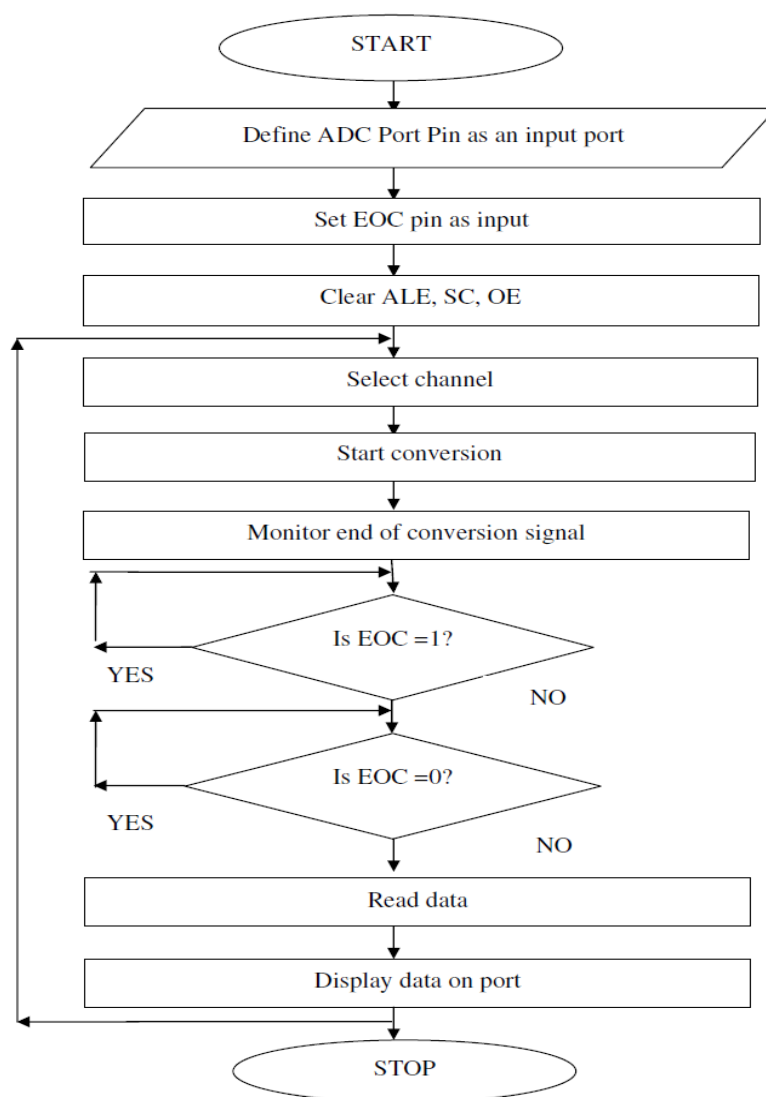 START
Define ADC Port Pin as an input port
Set EOC pin as input
Clear ALE, SC, OE
Select channel
Start conversion
Monitor end of conversion signal
Is EOC =1?
YES
NO
Is EOC =0?
YES
NO
Read data
Display data on port
STOP